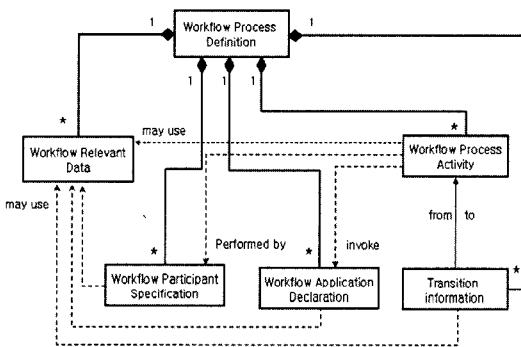 1
Workflow Process
Definition
1
1
1
1
*
may use
*
Workflow Relevant
Data
Workflow Process
Activity
may use
from
to
Performed by
invoke
*
*
*
Workflow Participant
Specification
Workflow Application
Declaration
Transition
information